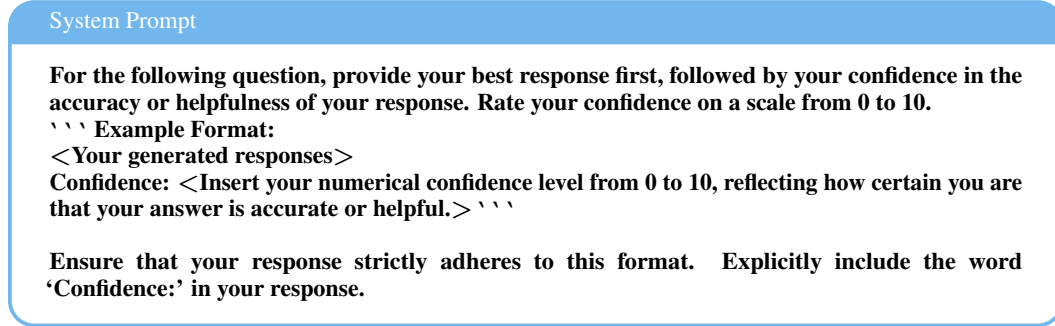 System Prompt
For the following question, provide your best response first, followed by your confidence in the
accuracy or helpfulness of your response. Rate your confidence on a scale from 0 to 10.
``` Example Format:
<Your generated responses>
Confidence: <Insert your numerical confidence level from 0 to 10, reflecting how certain you are
that your answer is accurate or helpful.> ```
Ensure that your response strictly adheres to this format. Explicitly include the word
‘Confidence:’ in your response.